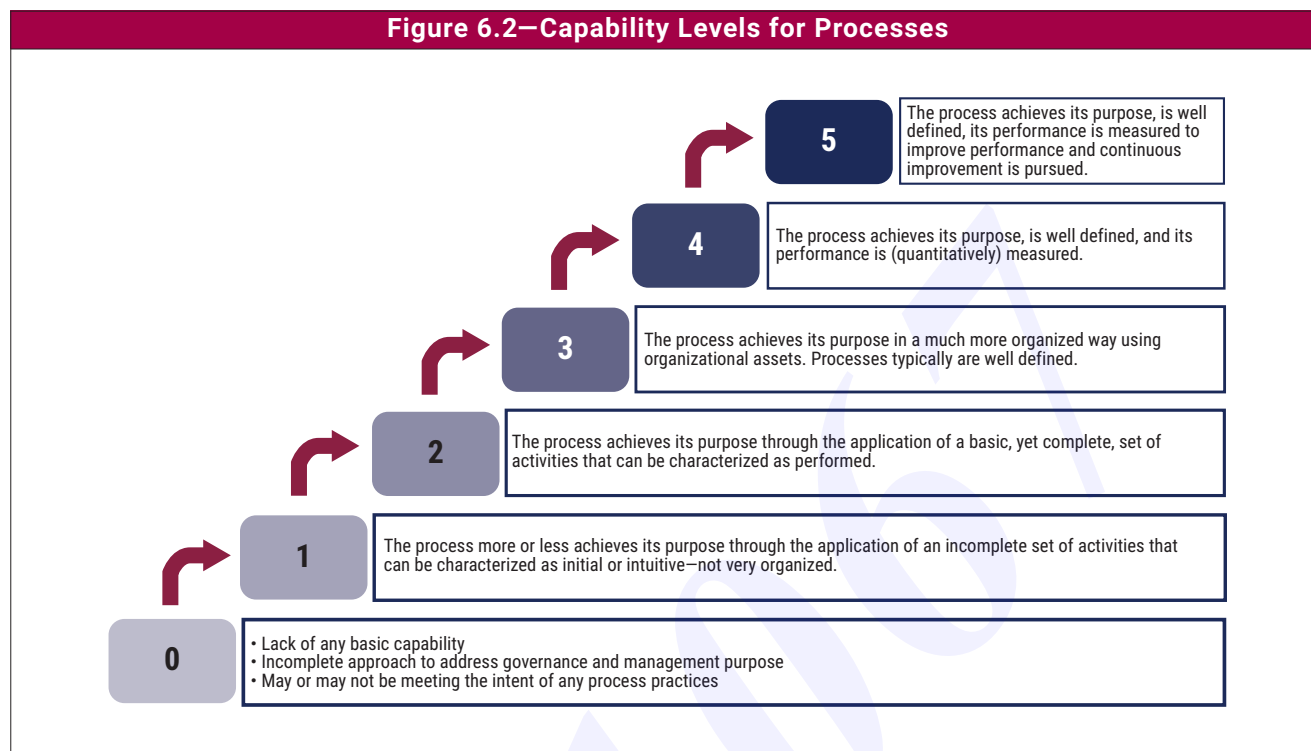 Figure 6.2—Capability Levels for Processes
5
The process achieves its purpose, is well
defined, its performance is measured to
improve performance and continuous
improvement is pursued.
4
The process achieves its purpose, is well defined, and its
performance is (quantitatively) measured.
3
The process achieves its purpose in a much more organized way using
organizational assets. Processes typically are well defined.
2
The process achieves its purpose through the application of a basic, yet complete, set of
activities that can be characterized as performed.
1
The process more or less achieves its purpose through the application of an incomplete set of activities that
can be characterized as initial or intuitive—not very organized.
0
• Lack of any basic capability
• Incomplete approach to address governance and management purpose
• May or may not be meeting the intent of any process practices